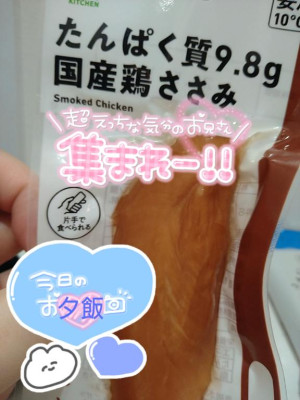 KITCHEN
10°C
たんぱく質9.8g
国産鶏ささみ
Smoked Chicken
\超えっちな気分のお兄さん/
集まれー!!
片手で
食べられる
今日の
お夕飯